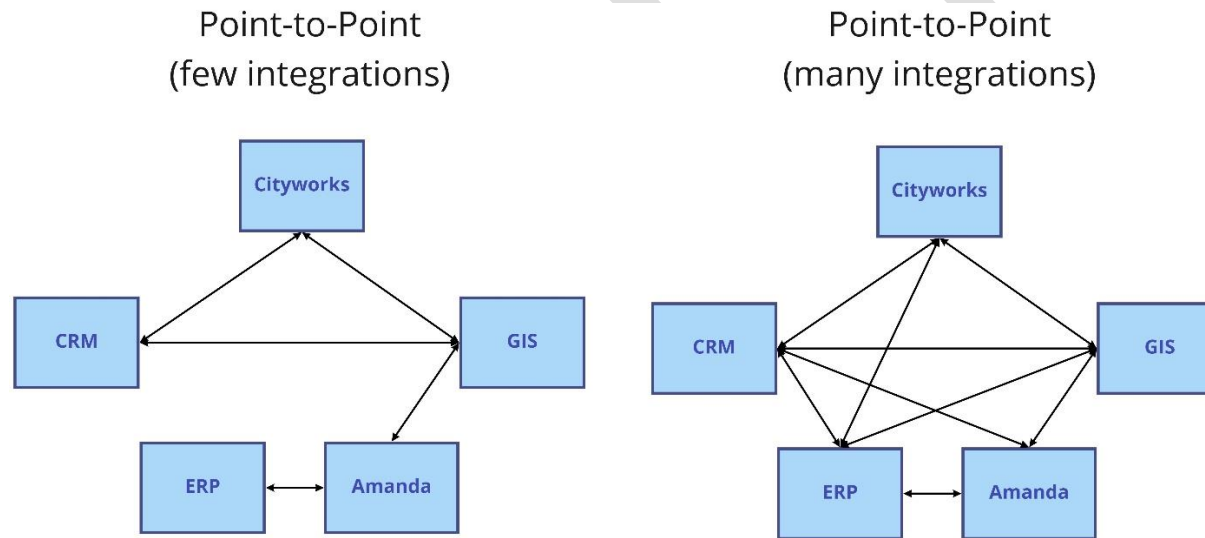 Point-to-Point
(few integrations)
Cityworks
CRM
GIS
ERP
Amanda
Point-to-Point
(many integrations)
Cityworks
CRM
GIS
ERP
Amanda